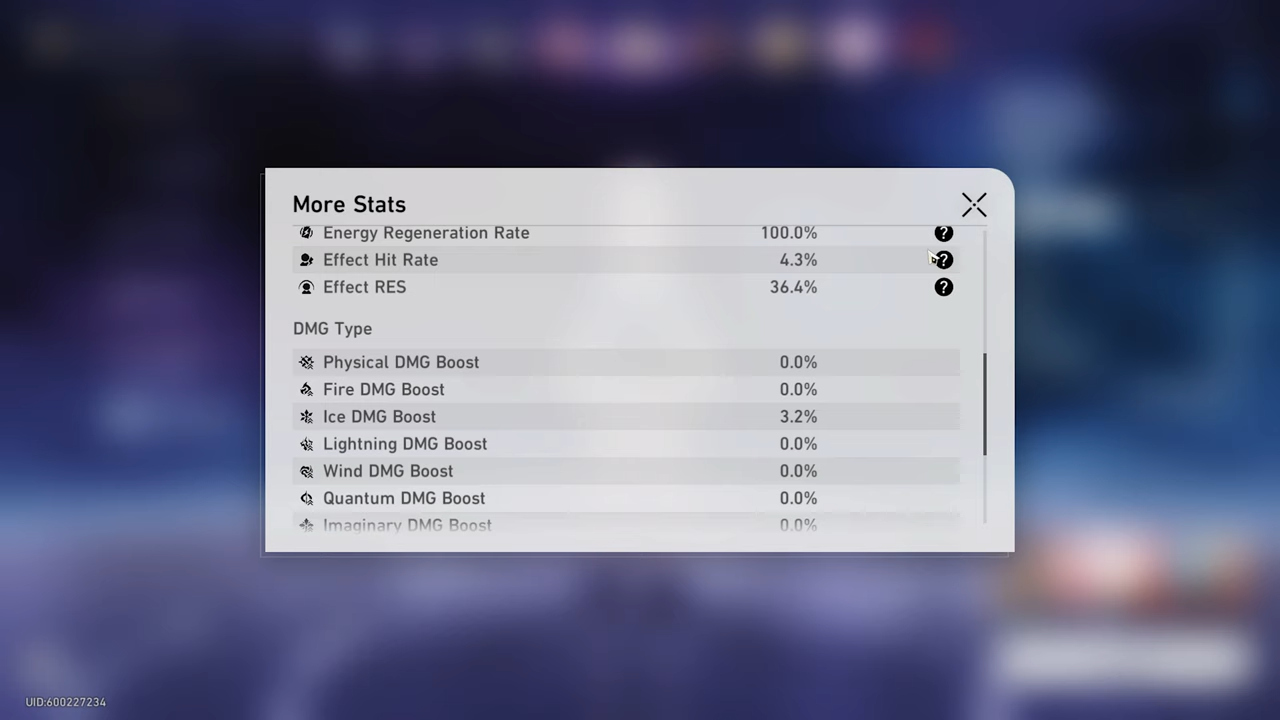 More Stats
Energy Regeneration Rate 100.0% ?
Effect Hit Rate 4.3% ?
Effect RES 36.4% ?
DMG Type
Physical DMG Boost 0.0%
Fire DMG Boost 0.0%
Ice DMG Boost 3.2%
Lightning DMG Boost 0.0%
Wind DMG Boost 0.0%
Quantum DMG Boost 0.0%
Imaginary DMG Boost 0.0%
UID:600227234